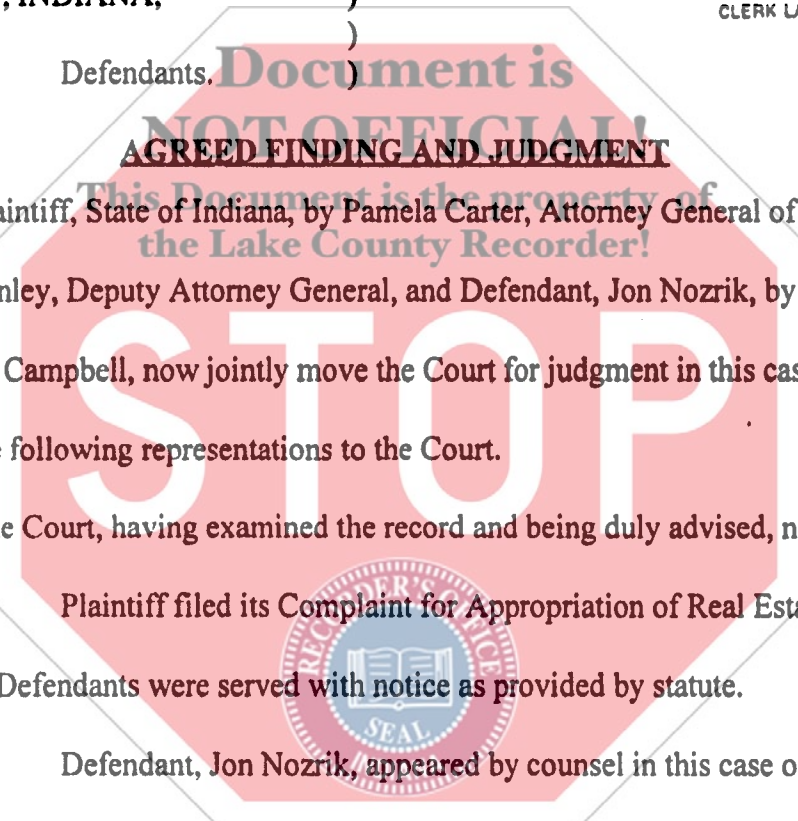 , INDIANA, )
CLERK LA
)
Defendants. )
Document is
NOT OFFICIAL!
AGREED FINDING AND JUDGMENT
This Document is the property of
aintiff, State of Indiana, by Pamela Carter, Attorney General of
the Lake County Recorder!
nley, Deputy Attorney General, and Defendant, Jon Nozrik, by
STOP
Campbell, now jointly move the Court for judgment in this cas
e following representations to the Court.
e Court, having examined the record and being duly advised, n
Plaintiff filed its Complaint for Appropriation of Real Esta
RECORDER'S OFFICE
Defendants were served with notice as provided by statute.
SEAL
Defendant, Jon Nozrik, appeared by counsel in this case o